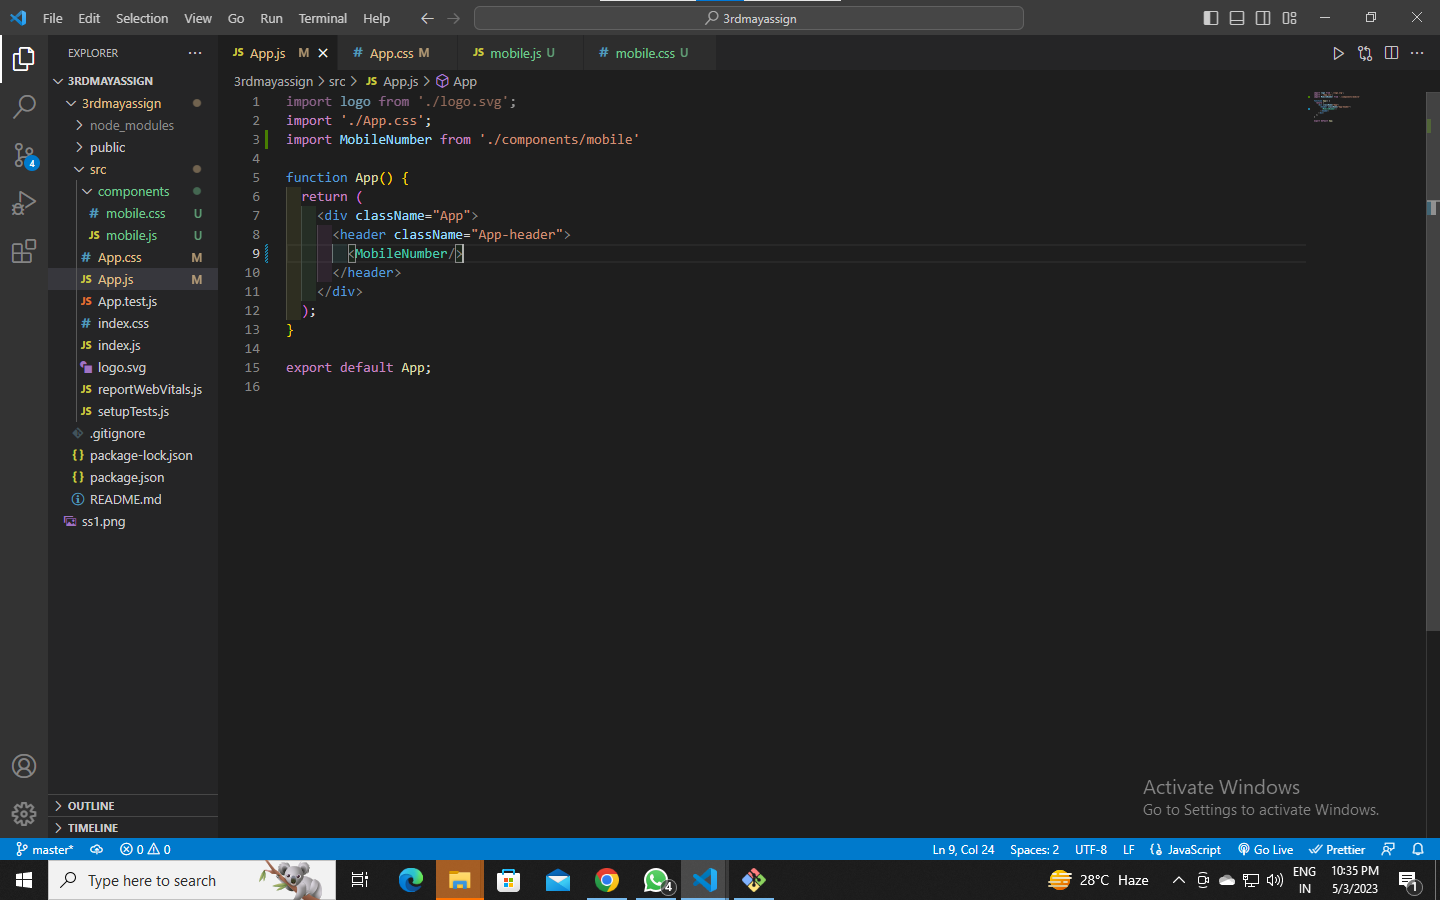 File Edit Selection View Go Run Terminal Help
3rdmayassign
EXPLORER
3RDMAYASSIGN
3rdmayassign
node_modules
public
src
components
# mobile.css U
JS mobile.js U
# App.css M
JS App.js M
JS App.test.js
# index.css
JS index.js
logo.svg
JS reportWebVitals.js
JS setupTests.js
.gitignore
{} package-lock.json
{} package.json
README.md
ss1.png
OUTLINE
TIMELINE
4
JS App.js M
# App.css M
JS mobile.js U
# mobile.css U
3rdmayassign > src > JS App.js > App
1 import logo from './logo.svg';
2 import './App.css';
3 import MobileNumber from './components/mobile'
4
5 function App() {
6 return (
7 <div className="App">
8 <header className="App-header">
9 <MobileNumber/>
10 </header>
11 </div>
12 );
13 }
14
15 export default App;
16
Activate Windows
Go to Settings to activate Windows.
master* 0 0 Ln 9, Col 24 Spaces: 2 UTF-8 LF {} JavaScript Go Live Prettier
Type here to search
4
28°C Haze
ENG
IN
10:35 PM
5/3/2023
1